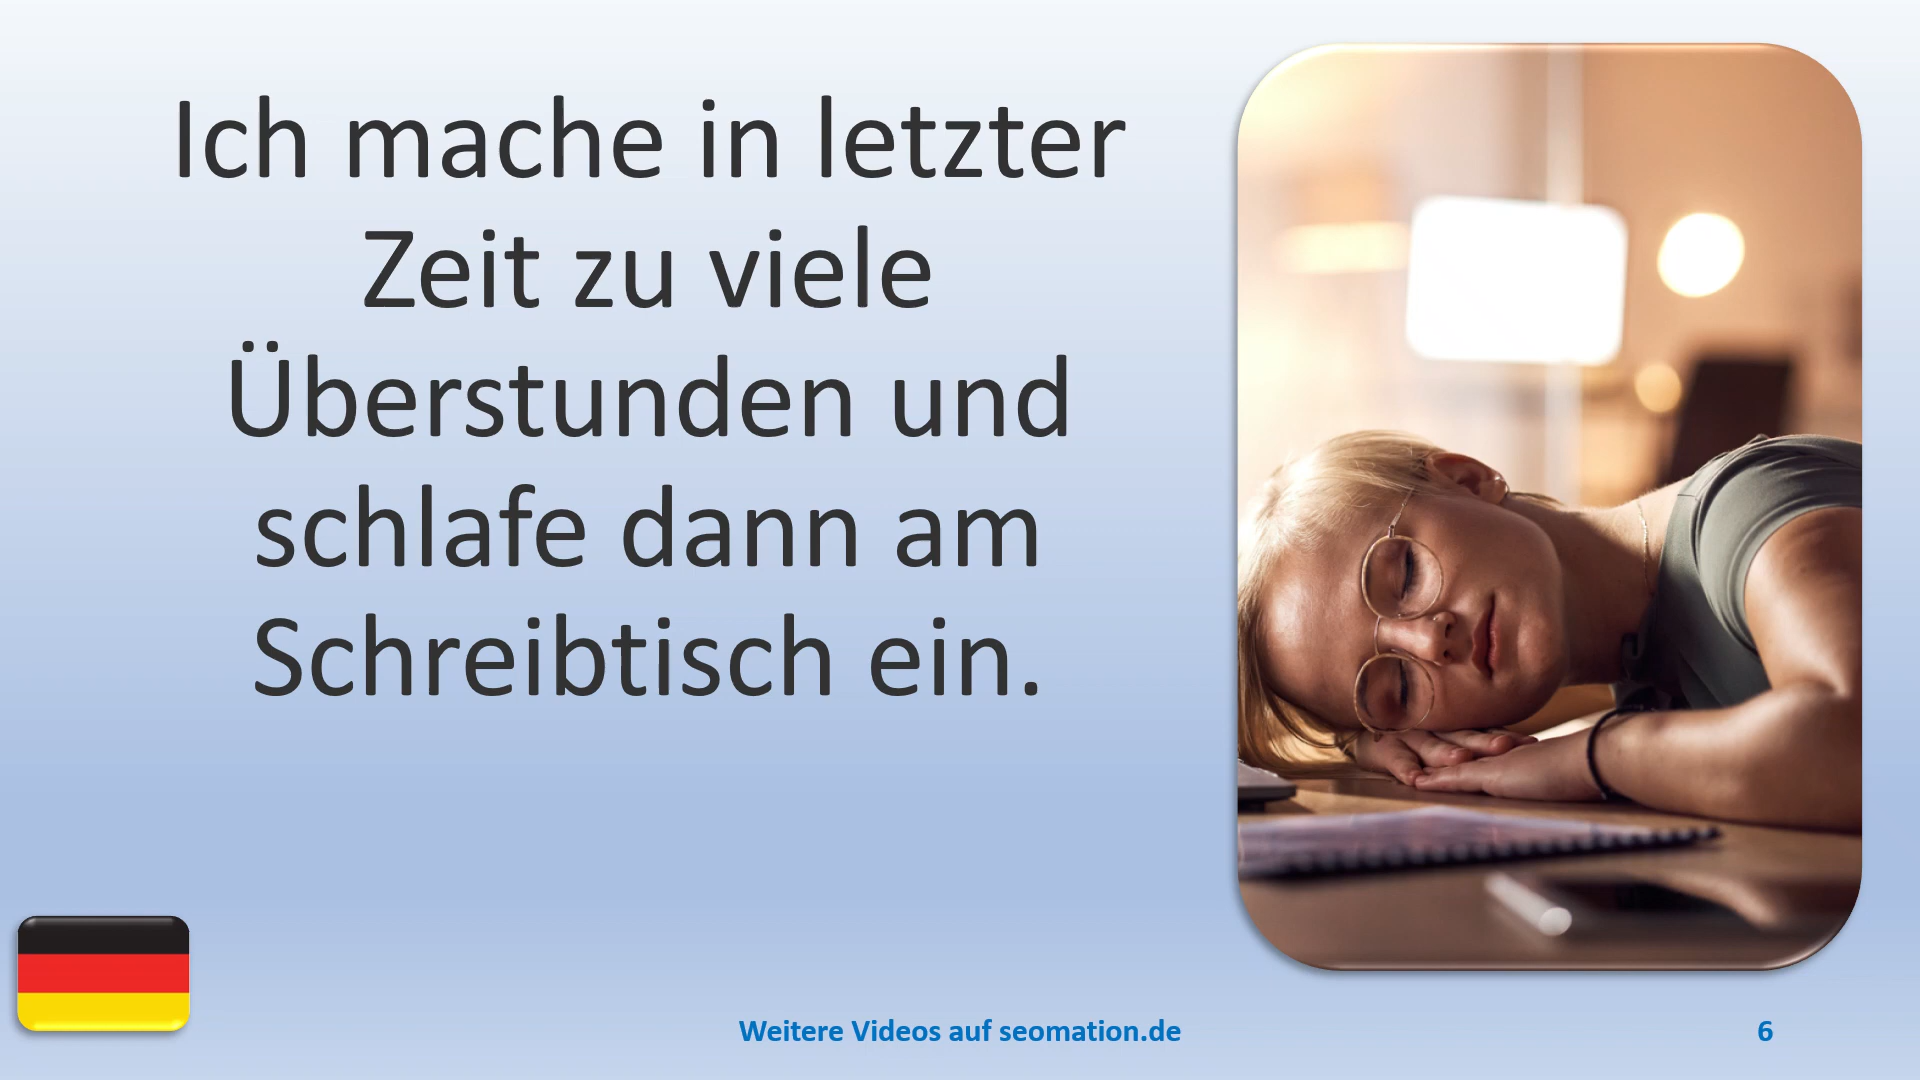 Ich mache in letzter
Zeit zu viele
Überstunden und
schlafe dann am
Schreibtisch ein.
Weitere Videos auf seomation.de
6